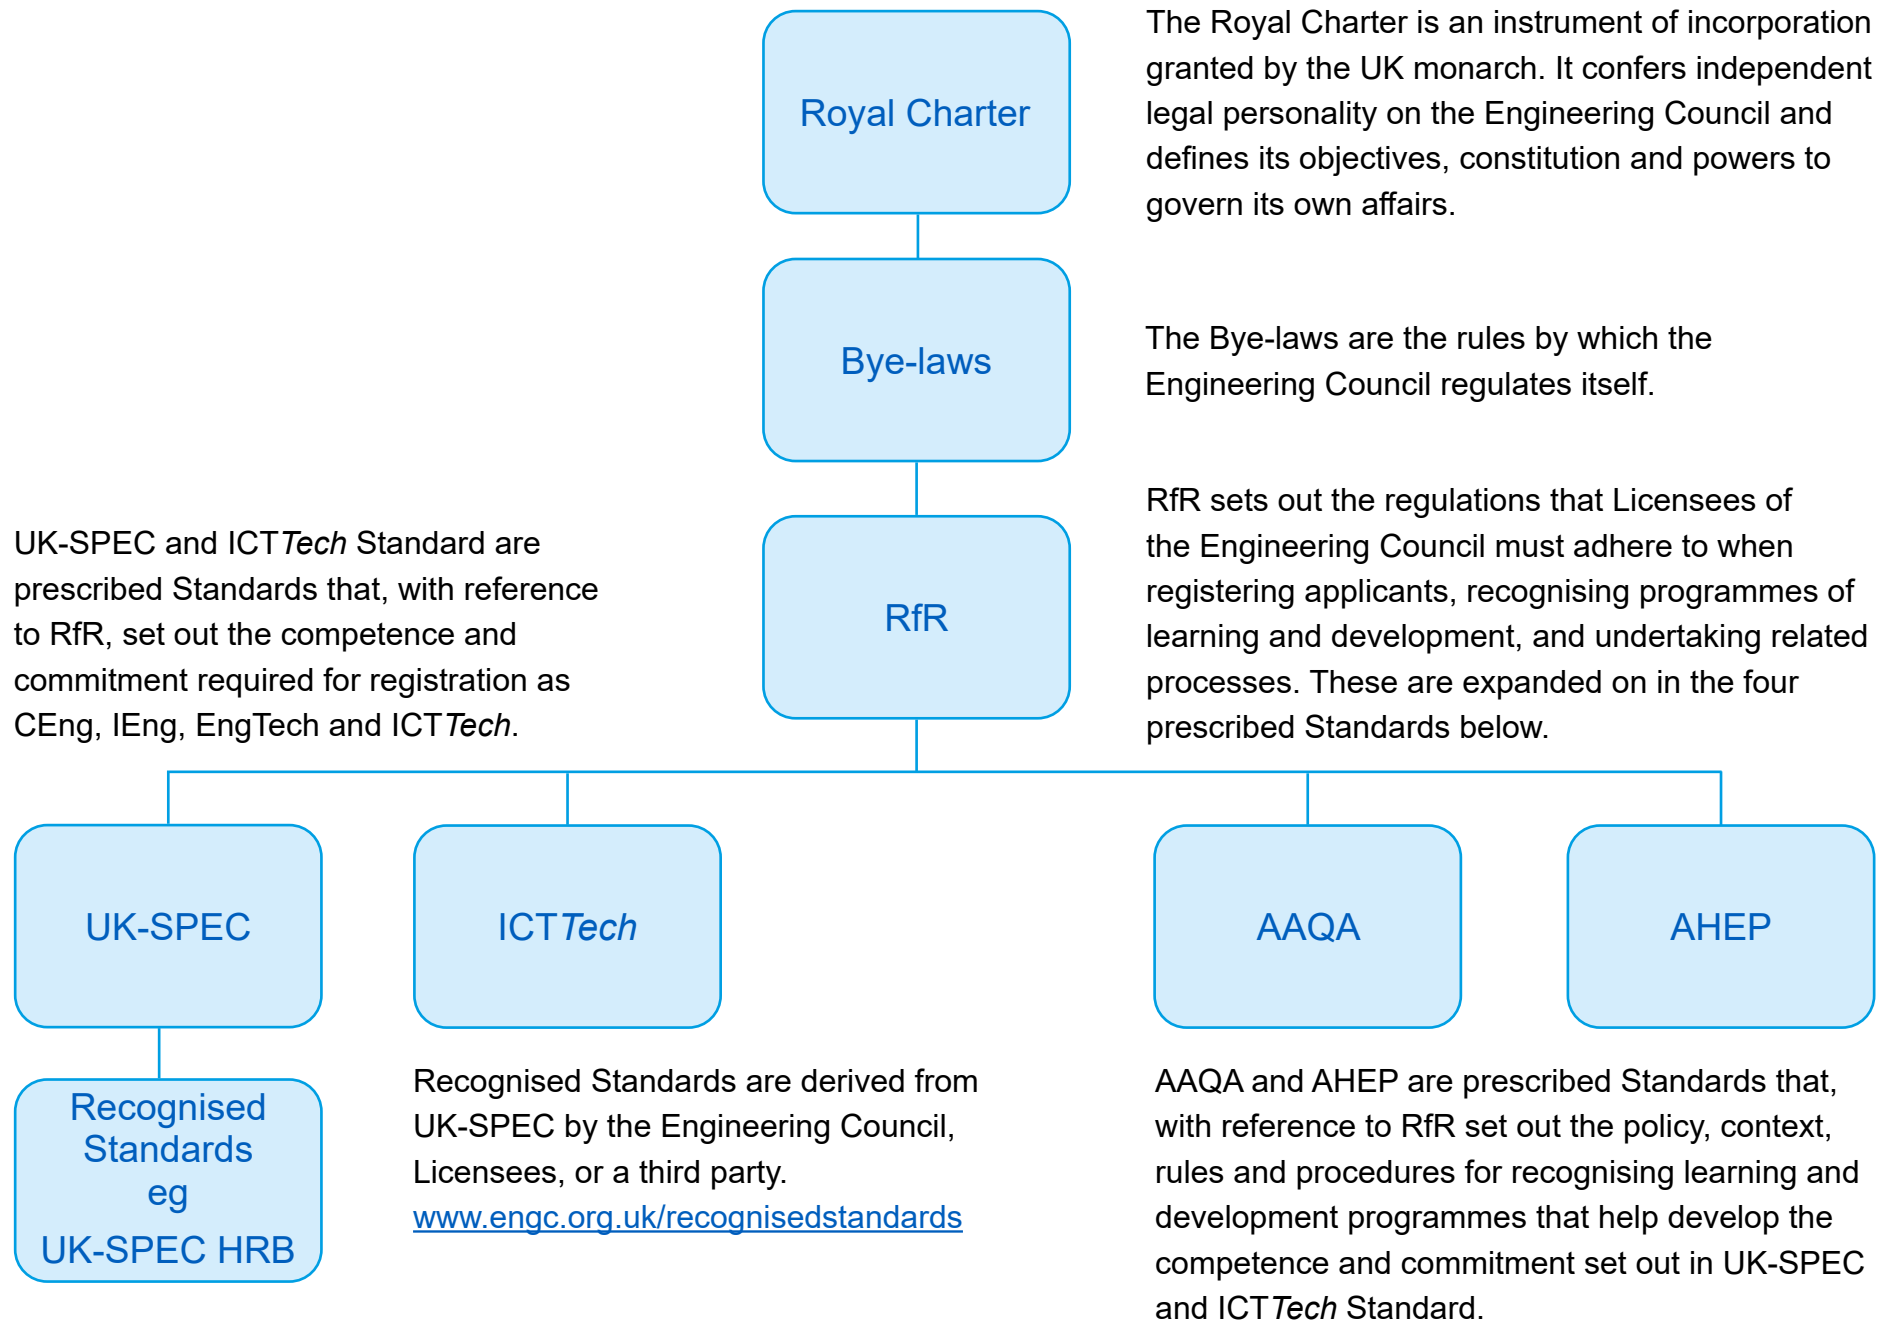 Royal Charter
The Royal Charter is an instrument of incorporation
granted by the UK monarch. It confers independent
legal personality on the Engineering Council and
defines its objectives, constitution and powers to
govern its own affairs.
Bye-laws
The Bye-laws are the rules by which the
Engineering Council regulates itself.
UK-SPEC and ICTTech Standard are
prescribed Standards that, with reference
to RfR, set out the competence and
commitment required for registration as
CEng, IEng, EngTech and ICTTech.
RfR
RfR sets out the regulations that Licensees of
the Engineering Council must adhere to when
registering applicants, recognising programmes of
learning and development, and undertaking related
processes. These are expanded on in the four
prescribed Standards below.
UK-SPEC
ICTTech
AAQA
AHEP
Recognised
Standards
eg
UK-SPEC HRB
Recognised Standards are derived from
UK-SPEC by the Engineering Council,
Licensees, or a third party.
www.engc.org.uk/recognisedstandards
AAQA and AHEP are prescribed Standards that,
with reference to RfR set out the policy, context,
rules and procedures for recognising learning and
development programmes that help develop the
competence and commitment set out in UK-SPEC
and ICTTech Standard.